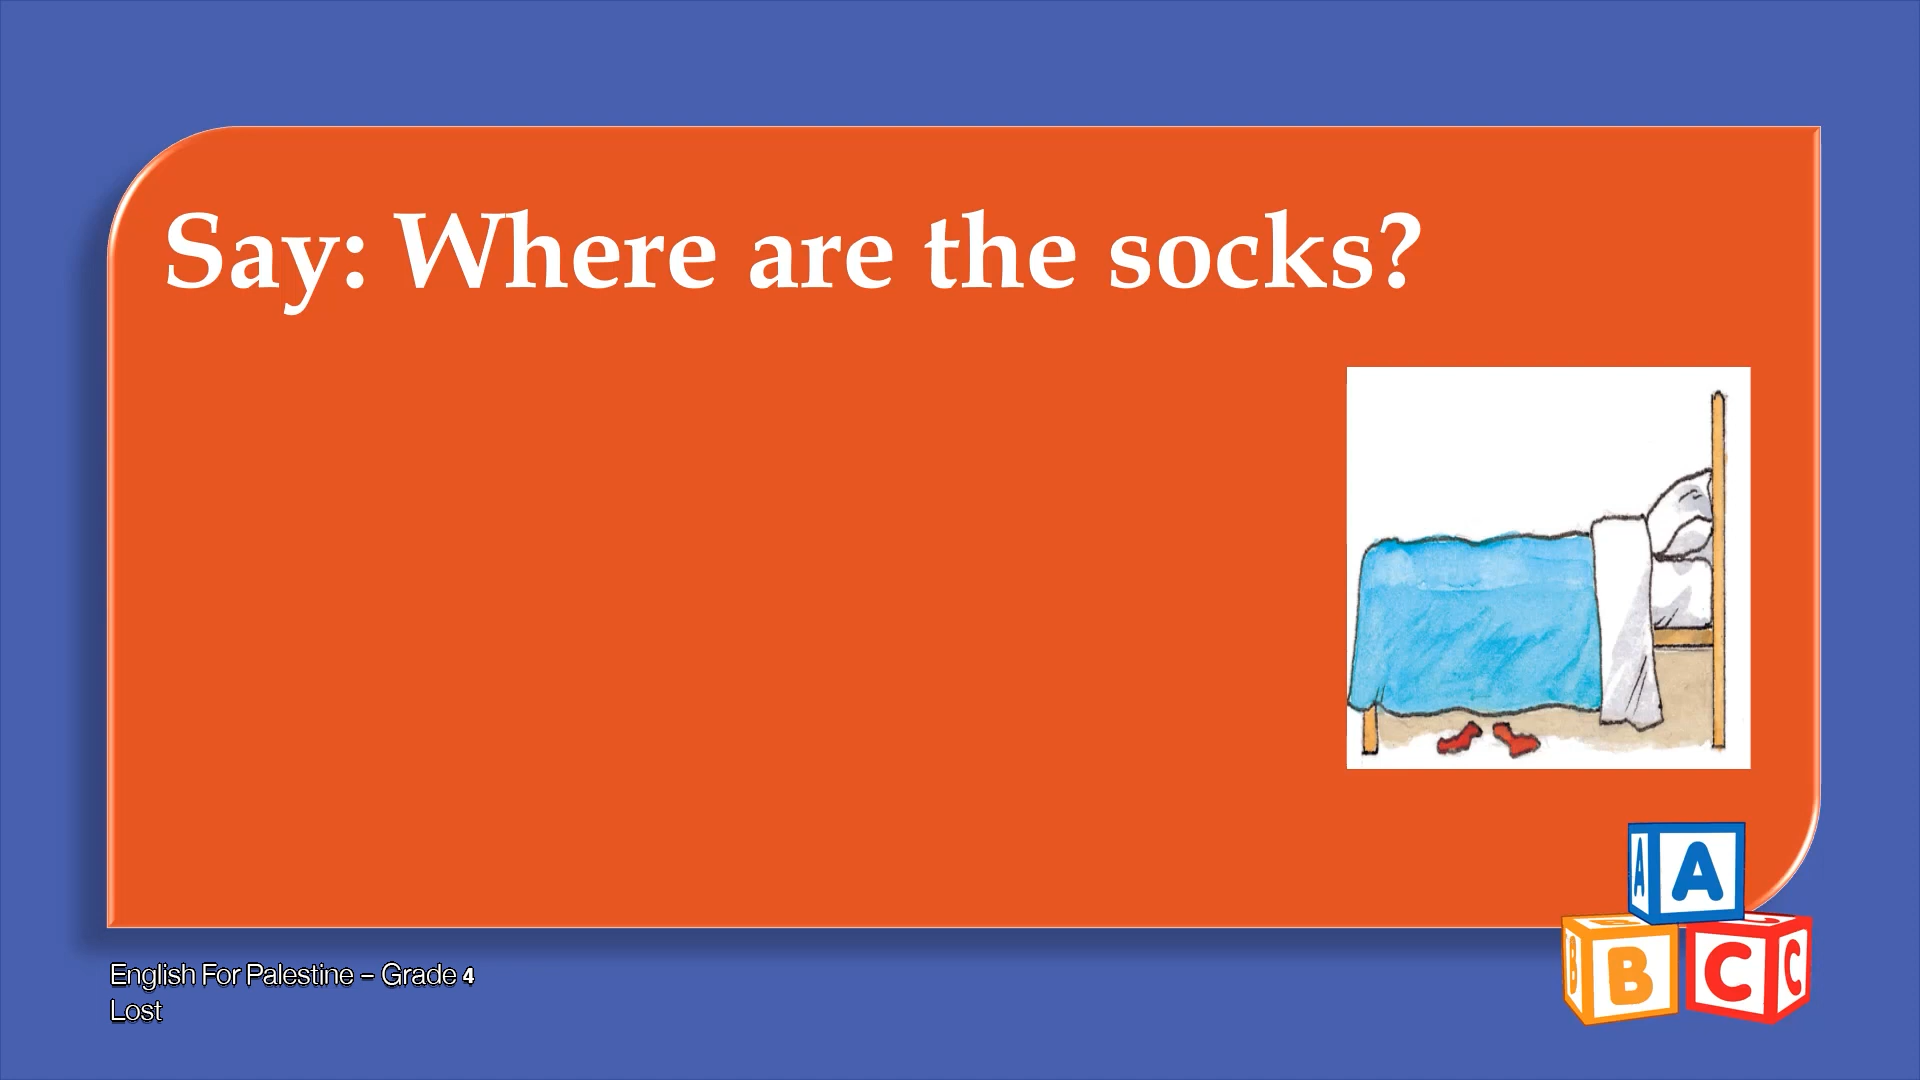 Say: Where are the socks?
A
A
B
B
C
C
English For Palestine – Grade 4
Lost